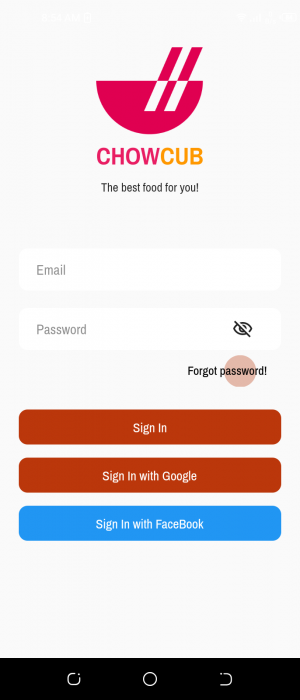 CHOWCUB
The best food for you!
Email
Password
Forgot password!
Sign In
Sign In with Google
Sign In with FaceBook